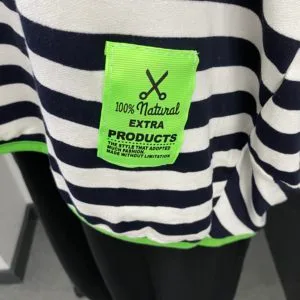 100% Natural
EXTRA
PRODUCTS
THE STYLE THAT ADOPTED
MUCH FASHION
MADE WITHOUT LIMITATION